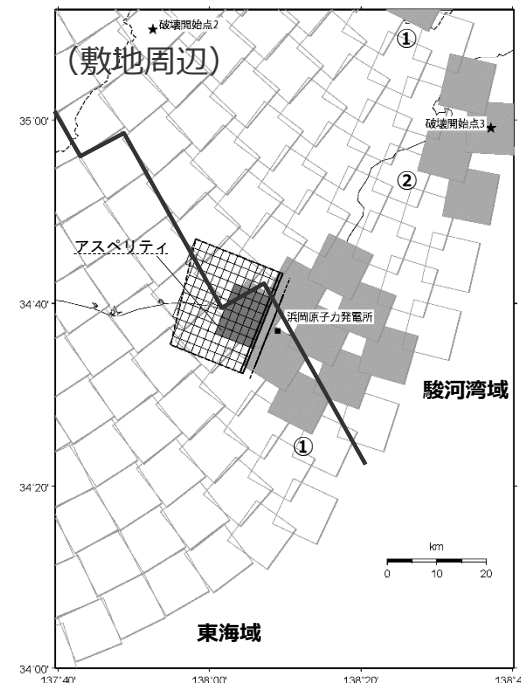 ★破壊開始点2
（敷地周辺）
①
35°00'
破壊開始点3★
②
アスペリティ
34°40'
浜岡原子力発電所
駿河湾域
①
34°20'
km
0 10 20
東海域
34°00'
137°40' 138°00' 138°20' 138°4